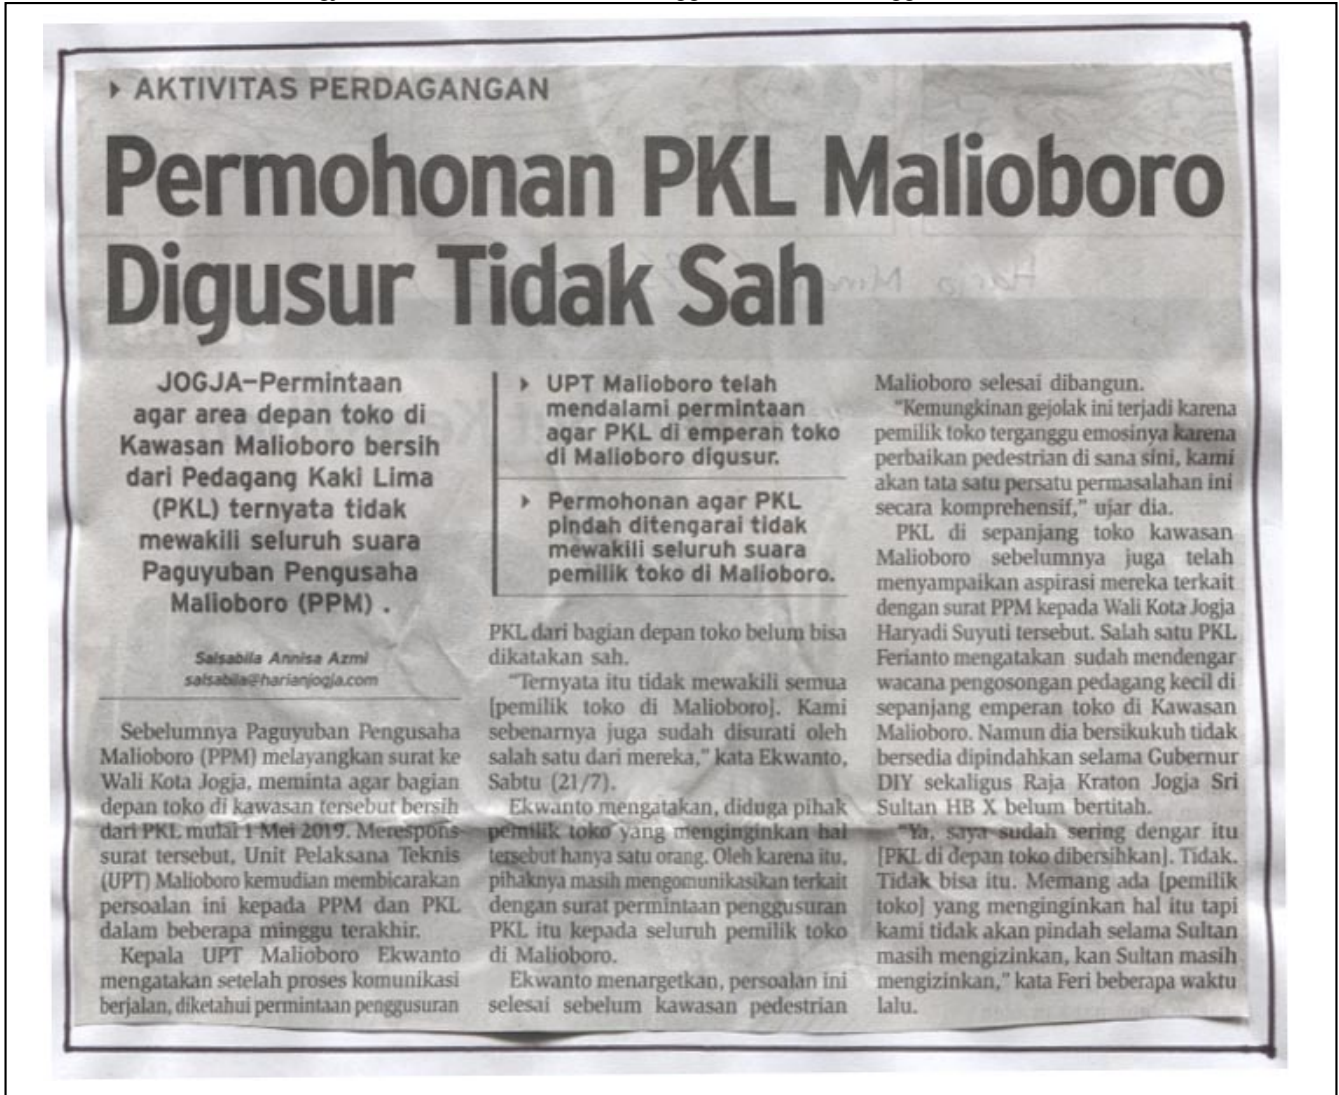 ▸ AKTIVITAS PERDAGANGAN
Permohonan PKL Malioboro
Digusur Tidak Sah
JOGJA—Permintaan
agar area depan toko di
Kawasan Malioboro bersih
dari Pedagang Kaki Lima
(PKL) ternyata tidak
mewakili seluruh suara
Paguyuban Pengusaha
Malioboro (PPM) .
Salsabila Annisa Azmi
salsabila@harianjogja.com
Sebelumnya Paguyuban Pengusaha
Malioboro (PPM) melayangkan surat ke
Wali Kota Jogja, meminta agar bagian
depan toko di kawasan tersebut bersih
dari PKL mulai 1 Mei 2019. Merespons
surat tersebut, Unit Pelaksana Teknis
(UPT) Malioboro kemudian membicarakan
persoalan ini kepada PPM dan PKL
dalam beberapa minggu terakhir.
Kepala UPT Malioboro Ekwanto
mengatakan setelah proses komunikasi
berjalan, diketahui permintaan penggusuran
▸ UPT Malioboro telah
mendalami permintaan
agar PKL di emperan toko
di Malioboro digusur.
▸ Permohonan agar PKL
pindah ditengarai tidak
mewakili seluruh suara
pemilik toko di Malioboro.
PKL dari bagian depan toko belum bisa
dikatakan sah.
"Ternyata itu tidak mewakili semua
[pemilik toko di Malioboro]. Kami
sebenarnya juga sudah disurati oleh
salah satu dari mereka," kata Ekwanto,
Sabtu (21/7).
Ekwanto mengatakan, diduga pihak
pemilik toko yang menginginkan hal
tersebut hanya satu orang. Oleh karena itu,
pihaknya masih mengomunikasikan terkait
dengan surat permintaan penggusuran
PKL itu kepada seluruh pemilik toko
di Malioboro.
Ekwanto menargetkan, persoalan ini
selesai sebelum kawasan pedestrian
Malioboro selesai dibangun.
"Kemungkinan gejolak ini terjadi karena
pemilik toko terganggu emosinya karena
perbaikan pedestrian di sana sini, kami
akan tata satu persatu permasalahan ini
secara komprehensif," ujar dia.
PKL di sepanjang toko kawasan
Malioboro sebelumnya juga telah
menyampaikan aspirasi mereka terkait
dengan surat PPM kepada Wali Kota Jogja
Haryadi Suyuti tersebut. Salah satu PKL
Ferianto mengatakan sudah mendengar
wacana pengosongan pedagang kecil di
sepanjang emperan toko di Kawasan
Malioboro. Namun dia bersikukuh tidak
bersedia dipindahkan selama Gubernur
DIY sekaligus Raja Kraton Jogja Sri
Sultan HB X belum bertitah.
"Ya, saya sudah sering dengar itu
[PKL di depan toko dibersihkan]. Tidak.
Tidak bisa itu. Memang ada [pemilik
toko] yang menginginkan hal itu tapi
kami tidak akan pindah selama Sultan
masih mengizinkan, kan Sultan masih
mengizinkan," kata Feri beberapa waktu
lalu.